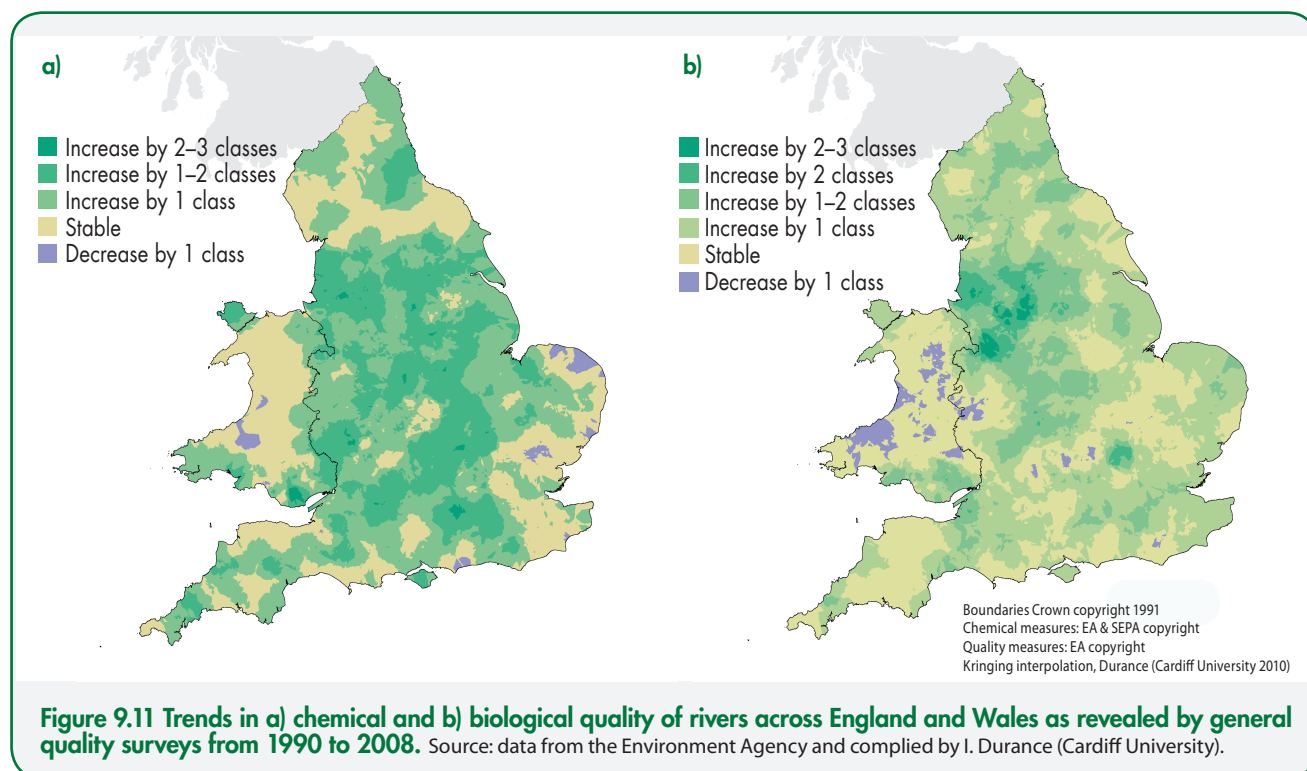 a)
Increase by 2–3 classes
Increase by 1–2 classes
Increase by 1 class
Stable
Decrease by 1 class
b)
Increase by 2–3 classes
Increase by 2 classes
Increase by 1–2 classes
Increase by 1 class
Stable
Decrease by 1 class
Boundaries Crown copyright 1991
Chemical measures: EA & SEPA copyright
Quality measures: EA copyright
Kringing interpolation, Durance (Cardiff University 2010)
Figure 9.11 Trends in a) chemical and b) biological quality of rivers across England and Wales as revealed by general
quality surveys from 1990 to 2008. Source: data from the Environment Agency and complied by I. Durance (Cardiff University).